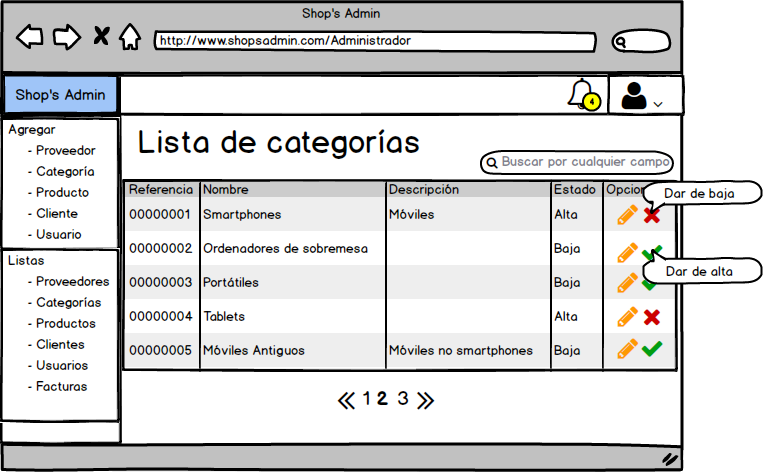 Shop's Admin
http://www.shopsadmin.com/Administrador
Shop's Admin
4
Agregar
- Proveedor
- Categoría
- Producto
- Cliente
- Usuario
Listas
- Proveedores
- Categorías
- Productos
- Clientes
- Usuarios
- Facturas
Lista de categorías
Buscar por cualquier campo
Referencia Nombre Descripción Estado Opcion
Dar de baja
00000001 Smartphones Móviles Alta
00000002 Ordenadores de sobremesa Baja
Dar de alta
00000003 Portátiles Baja
00000004 Tablets Alta
00000005 Móviles Antiguos Móviles no smartphones Baja
1 2 3